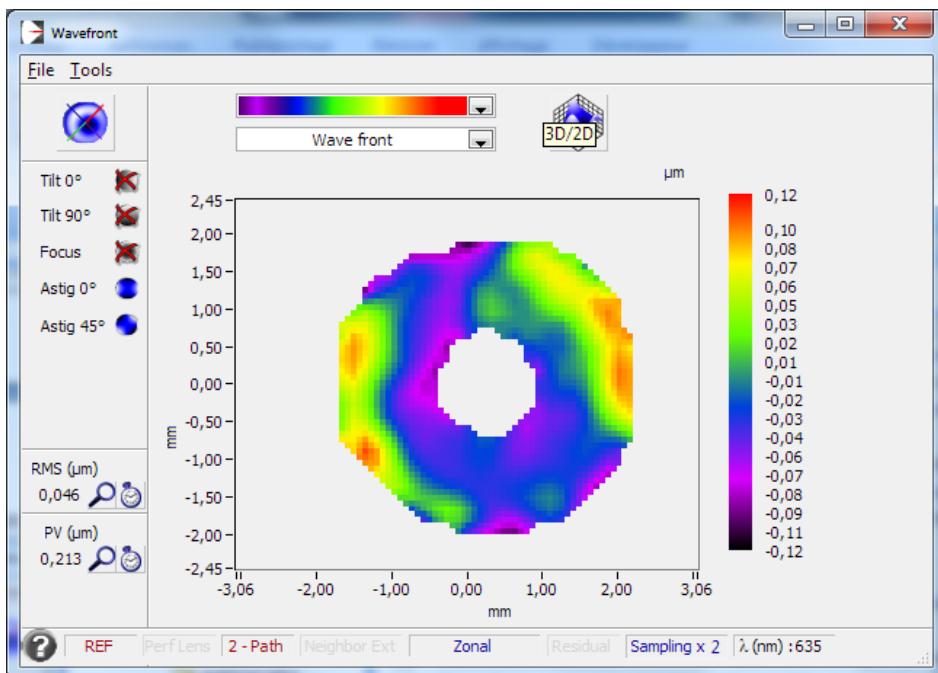 Wavefront
File Tools
Wave front
3D/2D
Tilt 0°
Tilt 90°
Focus
Astig 0°
Astig 45°
RMS (µm)
0,046
PV (µm)
0,213
µm
2,45
2,00
1,50
1,00
0,50
0,00
-0,50
-1,00
-1,50
-2,00
-2,45
mm
-3,06 -2,00 -1,00 0,00 1,00 2,00 3,06
mm
0,12
0,10
0,08
0,07
0,06
0,05
0,03
0,02
0,01
-0,01
-0,02
-0,03
-0,04
-0,06
-0,07
-0,08
-0,09
-0,11
-0,12
REF Perf Lens 2 - Path Neighbor Ext Zonal Residual Sampling x 2 λ (nm) : 635